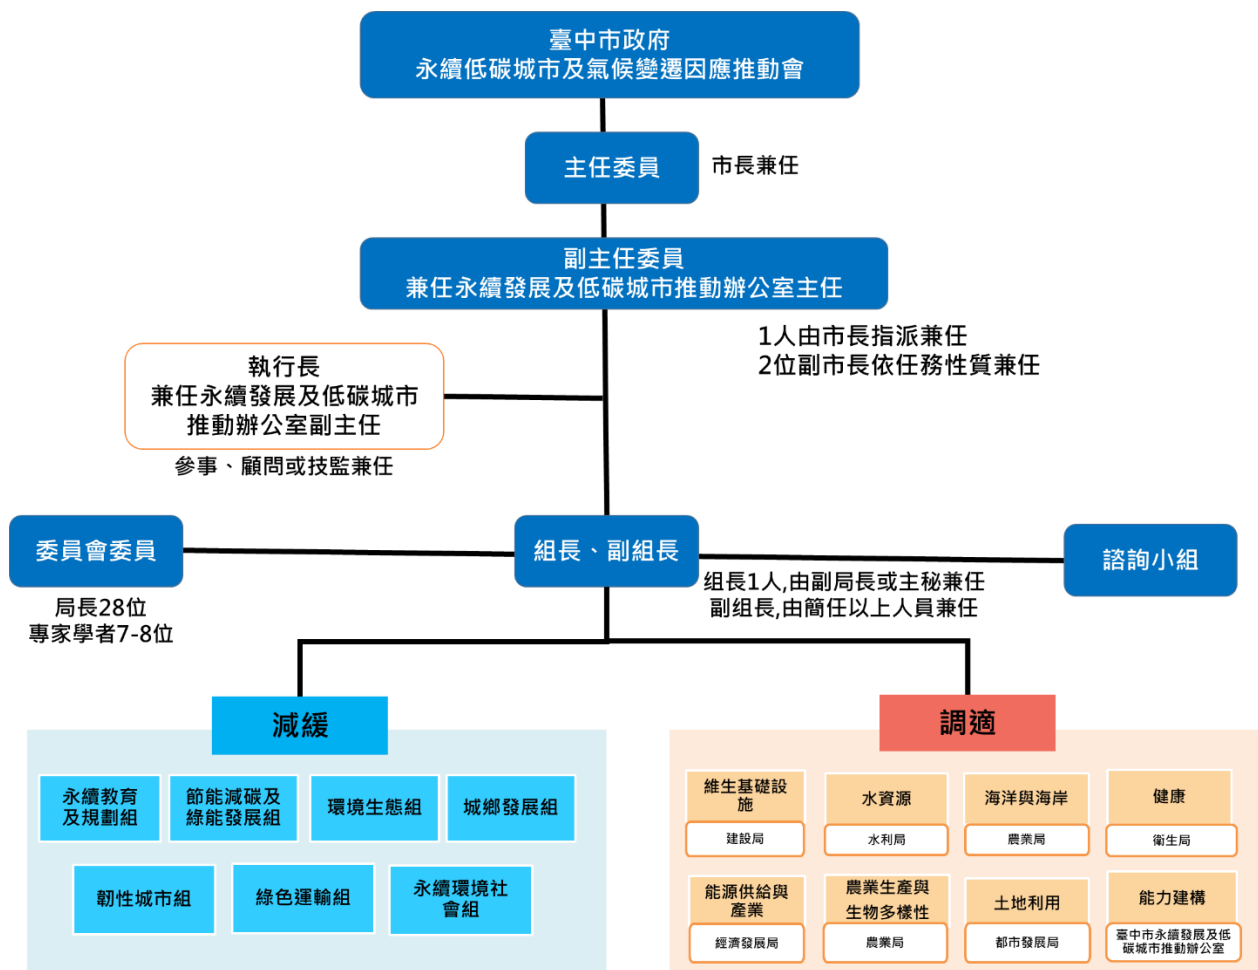 臺中市政府
永續低碳城市及氣候變遷因應推動會
主任委員
市長兼任
副主任委員
兼任永續發展及低碳城市推動辦公室主任
1人由市長指派兼任
2位副市長依任務性質兼任
執行長
兼任永續發展及低碳城市
推動辦公室副主任
參事、顧問或技監兼任
委員會委員
局長28位
專家學者7-8位
組長、副組長
组長1人,由副局長或主秘兼任
副组長,由簡任以上人員兼任
諮詢小組
減緩
永續教育
及規劃組
節能減碳及
綠能發展組
環境生態組
城鄉發展組
韌性城市組
綠色運輸組
永續環境社
會組
調適
維生基礎設
施
建設局
水資源
水利局
海洋與海岸
農業局
健康
衛生局
能源供給與
產業
經濟發展局
農業生產與
生物多樣性
農業局
土地利用
都市發展局
能力建構
臺中市永續發展及低
碳城市推動辦公室